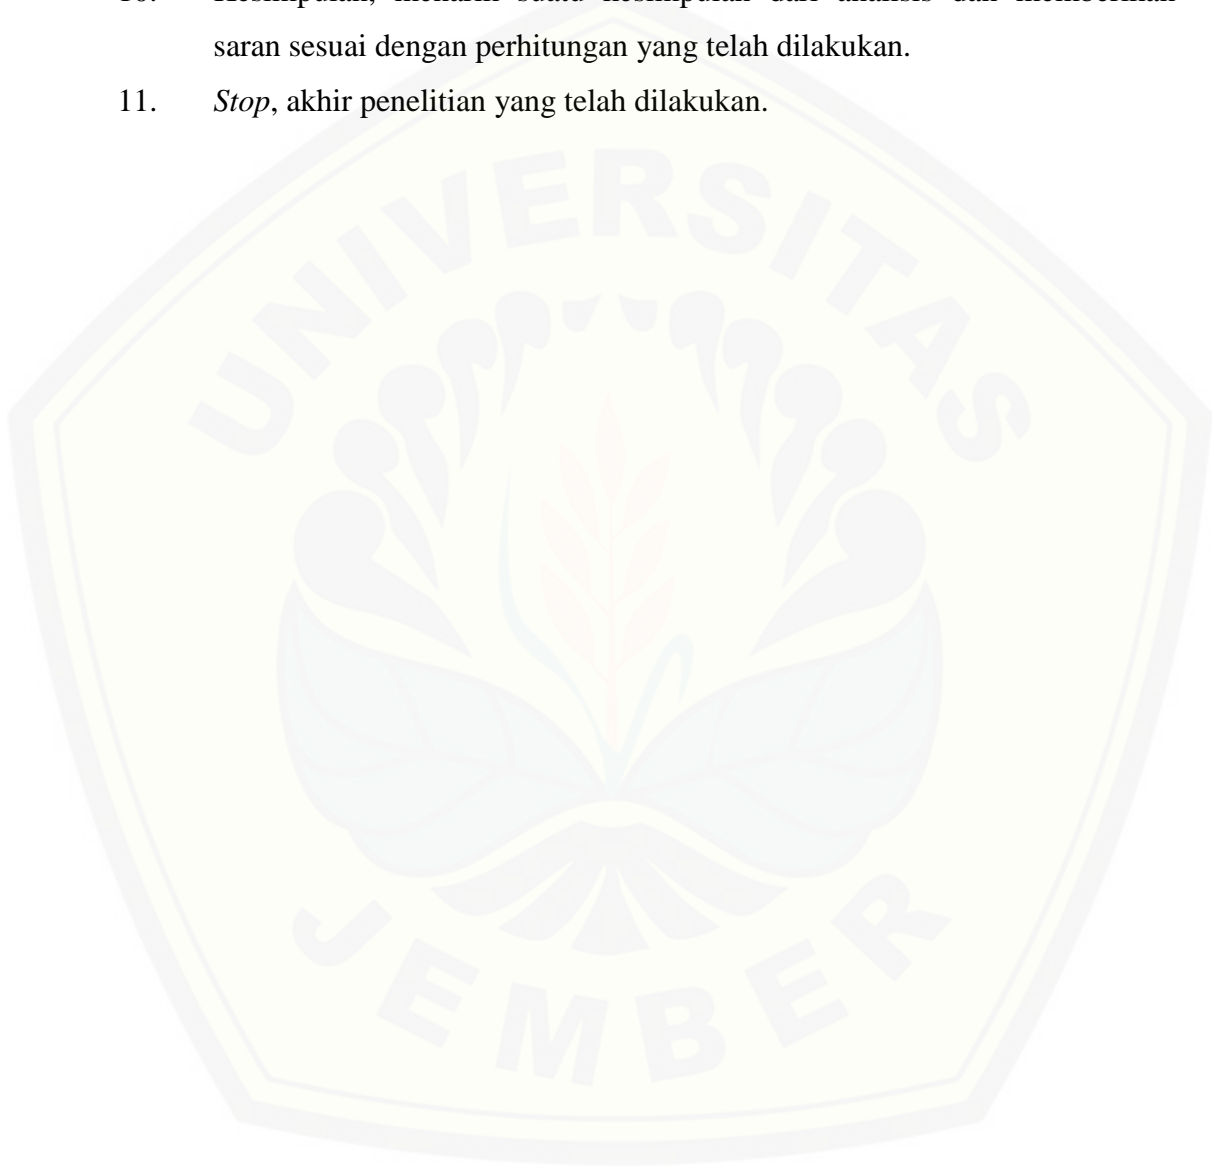 10. Kesimpulan, menarik suatu kesimpulan dari analisis dan memberikan
saran sesuai dengan perhitungan yang telah dilakukan.
11. Stop, akhir penelitian yang telah dilakukan.
UNIVERSITAS
JEMBER